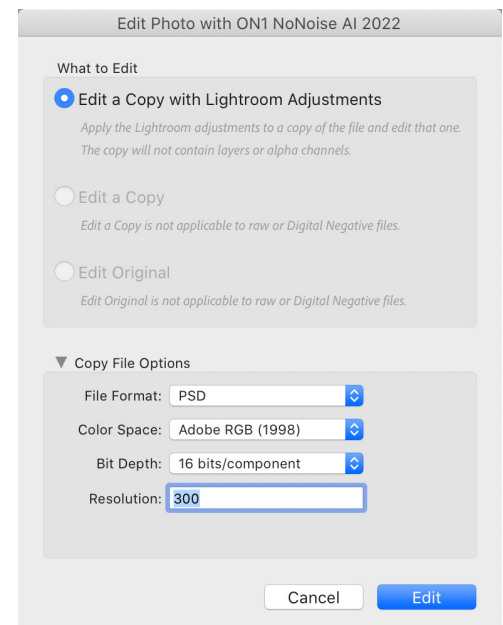 Edit Photo with ON1 NoNoise AI 2022
What to Edit
Edit a Copy with Lightroom Adjustments
Apply the Lightroom adjustments to a copy of the file and edit that one.
The copy will not contain layers or alpha channels.
Edit a Copy
Edit a Copy is not applicable to raw or Digital Negative files.
Edit Original
Edit Original is not applicable to raw or Digital Negative files.
Copy File Options
File Format: PSD
Color Space: Adobe RGB (1998)
Bit Depth: 16 bits/component
Resolution: 300
Cancel Edit